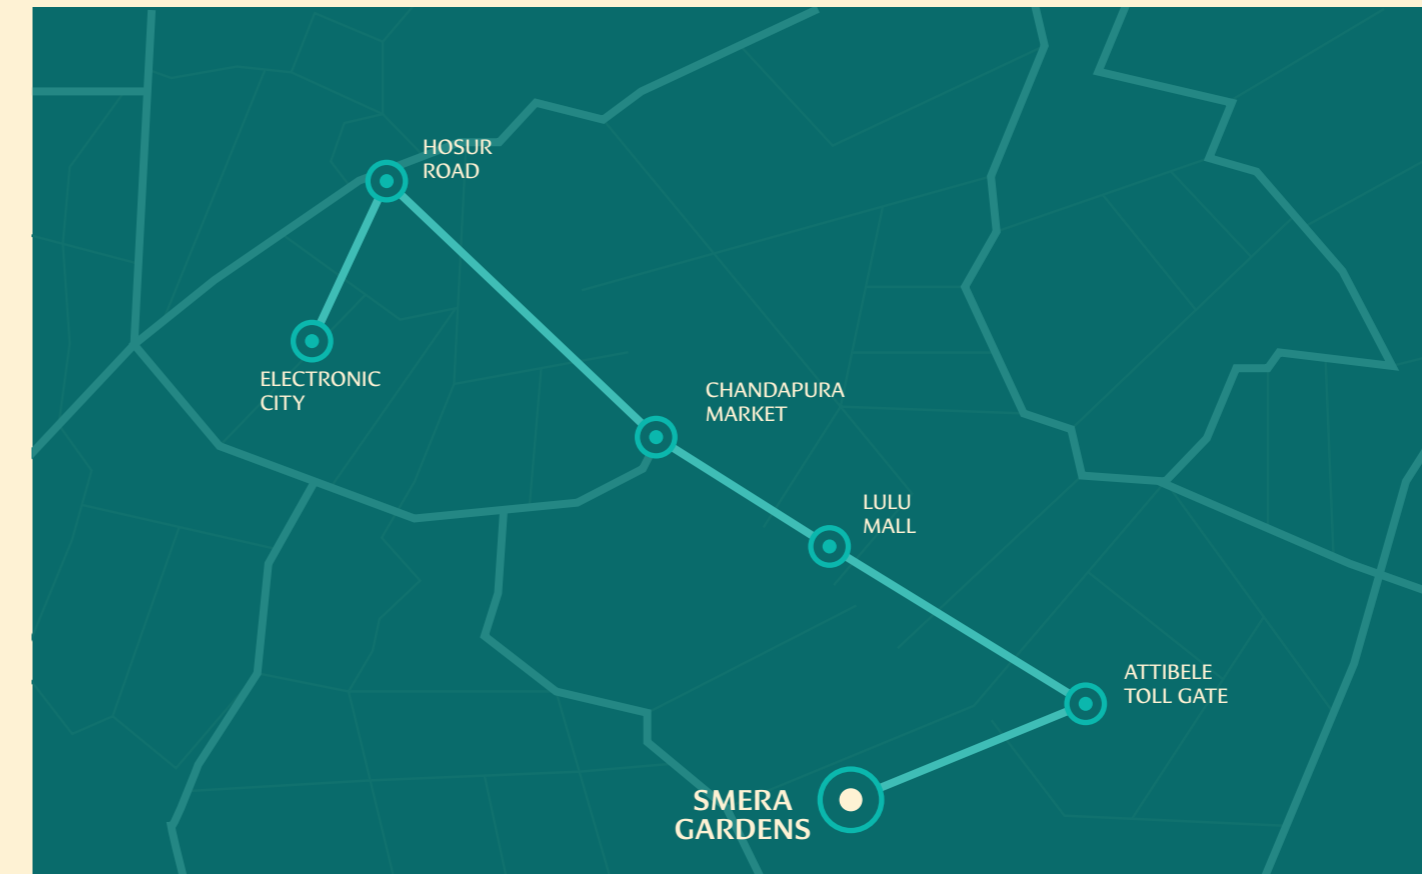 HOSUR
ROAD
ELECTRONIC
CITY
CHANDAPURA
MARKET
LULU
MALL
ATTIBELE
TOLL GATE
SMERA
GARDENS